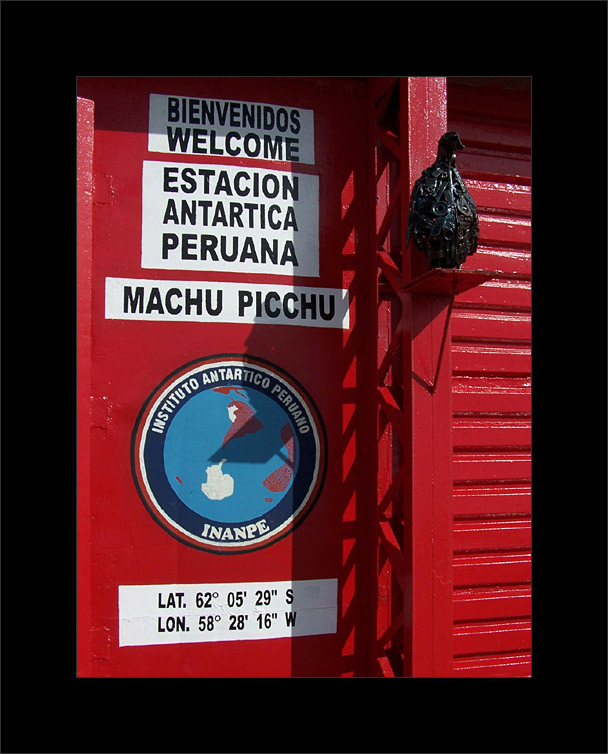 BIENVENIDOS
WELCOME
ESTACION
ANTARTICA
PERUANA
MACHU PICCHU
INSTITUTO ANTARTICO PERUANO
INANPE
LAT. 62° 05' 29" S
LON. 58° 28' 16" W